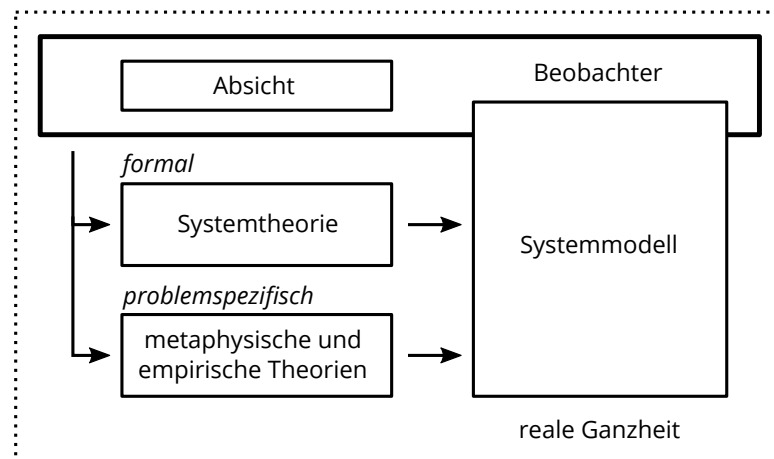 Absicht
Beobachter
formal
Systemtheorie
Systemmodell
problemspezifisch
metaphysische und
empirische Theorien
reale Ganzheit